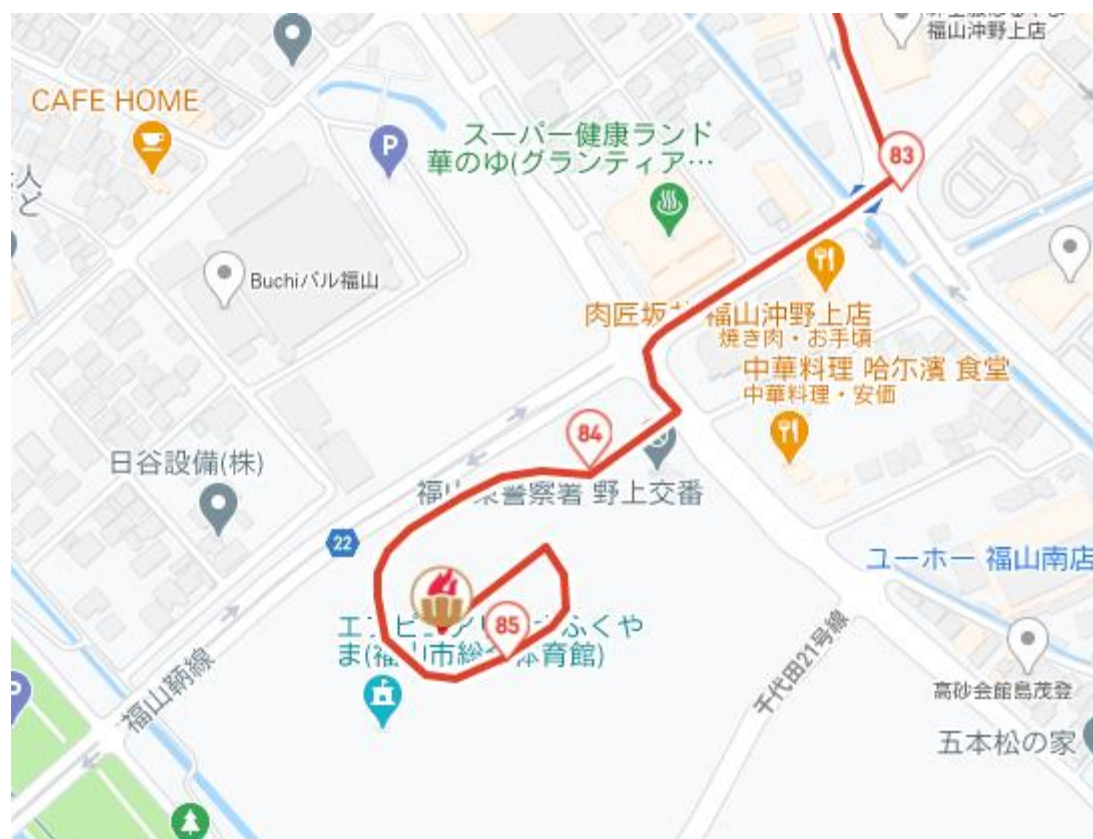 福山沖野上店
CAFE HOME
P
スーパー健康ランド
華のゆ(グランティア…
83
人
ど
Buchiバル福山
肉匠坂
福山沖野上店
焼き肉・お手頃
中華料理 哈尔濱 食堂
中華料理・安価
84
日谷設備(株)
福山
警察署 野上交番
22
ユーホー 福山南店
85
ふくや
ま(福山市総合体育館)
千代田21号線
高砂会館島茂登
福山鞆線
P
五本松の家